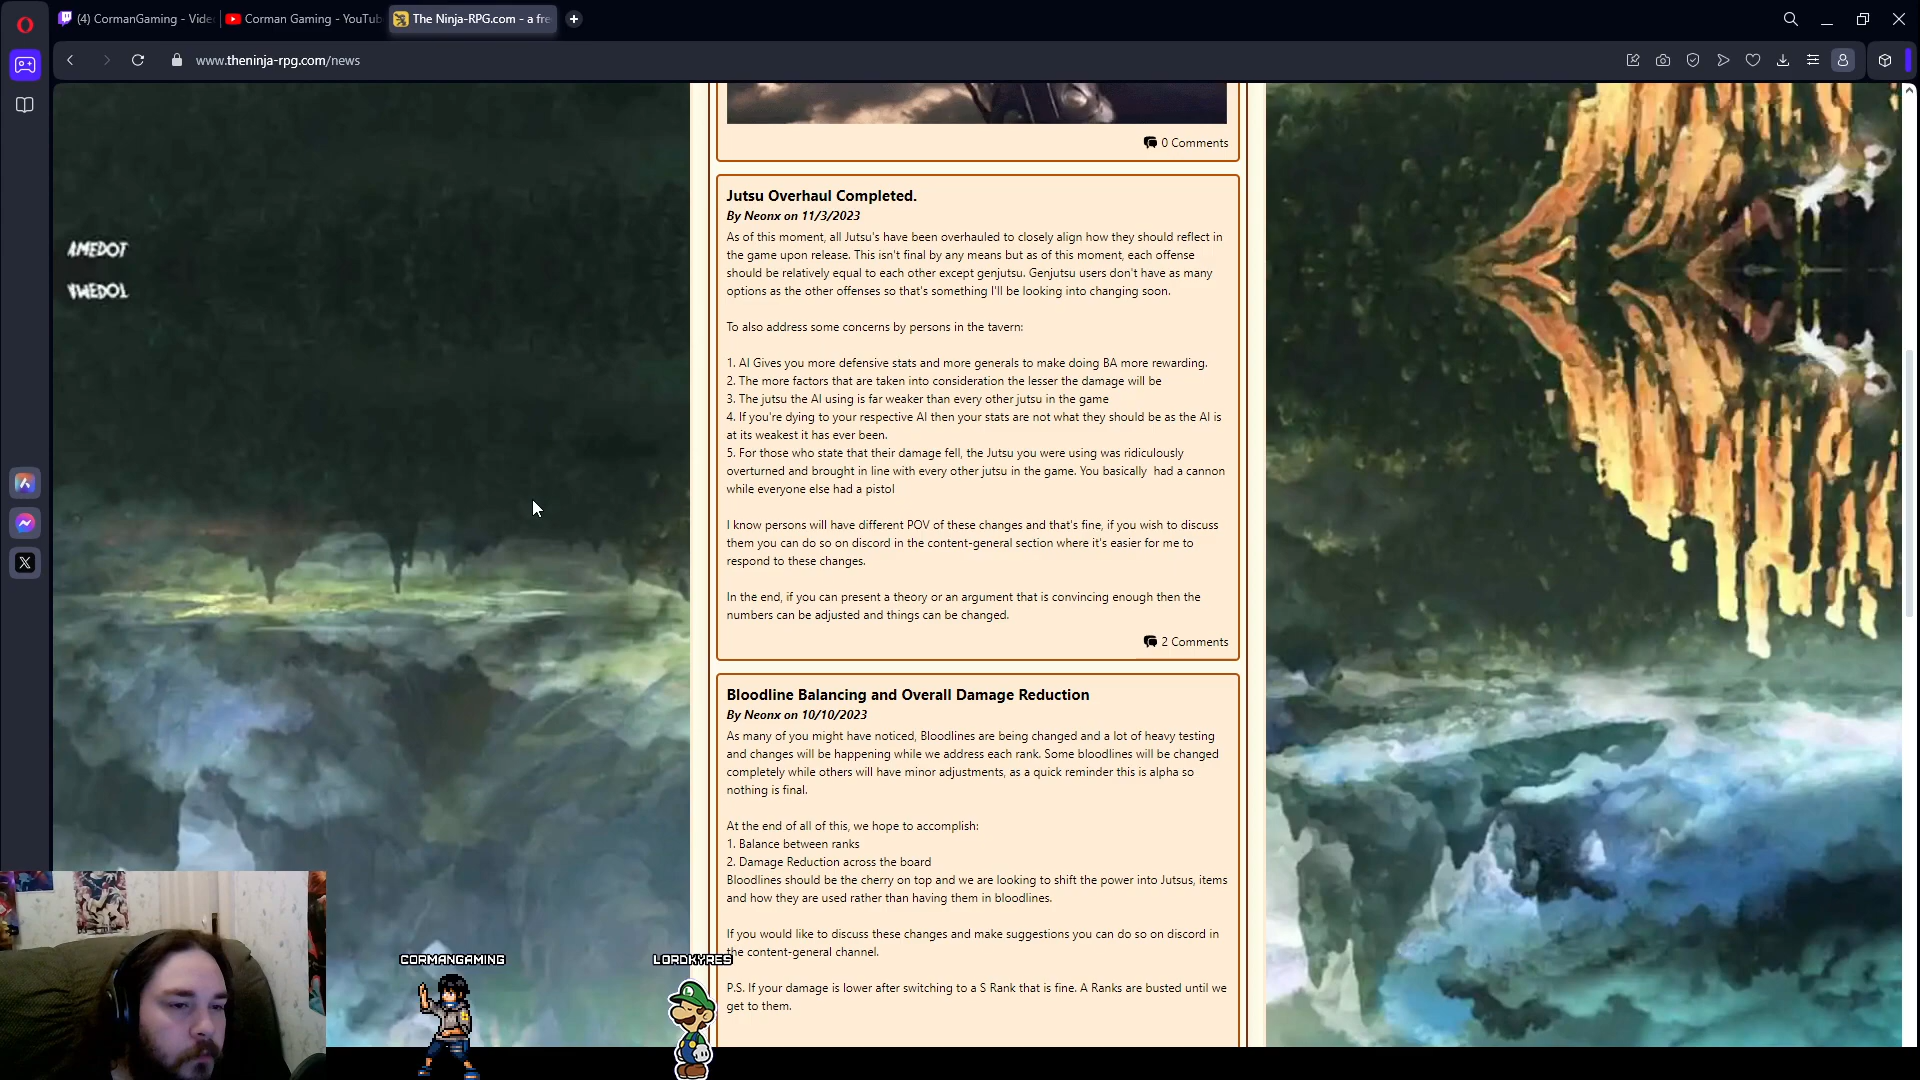 (4) CormanGaming - Vide
Corman Gaming - YouTub
The Ninja-RPG.com - a fre
www.theninja-rpg.com/news
0 Comments
Jutsu Overhaul Completed.
By Neonx on 11/3/2023
As of this moment, all Jutsu's have been overhauled to closely align how they should reflect in
the game upon release. This isn't final by any means but as of this moment, each offense
should be relatively equal to each other except genjutsu. Genjutsu users don't have as many
options as the other offenses so that's something I'll be looking into changing soon.
To also address some concerns by persons in the tavern:
1. AI Gives you more defensive stats and more generals to make doing BA more rewarding.
2. The more factors that are taken into consideration the lesser the damage will be
3. The jutsu the AI using is far weaker than every other jutsu in the game
4. If you're dying to your respective AI then your stats are not what they should be as the AI is
at its weakest it has ever been.
5. For those who state that their damage fell, the Jutsu you were using was ridiculously
overturned and brought in line with every other jutsu in the game. You basically had a cannon
while everyone else had a pistol
I know persons will have different POV of these changes and that's fine, if you wish to discuss
them you can do so on discord in the content-general section where it's easier for me to
respond to these changes.
In the end, if you can present a theory or an argument that is convincing enough then the
numbers can be adjusted and things can be changed.
2 Comments
Bloodline Balancing and Overall Damage Reduction
By Neonx on 10/10/2023
As many of you might have noticed, Bloodlines are being changed and a lot of heavy testing
and changes will be happening while we address each rank. Some bloodlines will be changed
completely while others will have minor adjustments, as a quick reminder this is alpha so
nothing is final.
At the end of all of this, we hope to accomplish:
1. Balance between ranks
2. Damage Reduction across the board
Bloodlines should be the cherry on top and we are looking to shift the power into Jutsus, items
and how they are used rather than having them in bloodlines.
If you would like to discuss these changes and make suggestions you can do so on discord in
the content-general channel.
P.S. If your damage is lower after switching to a S Rank that is fine. A Ranks are busted until we
get to them.
CORMANGAMING
LORDKYRES